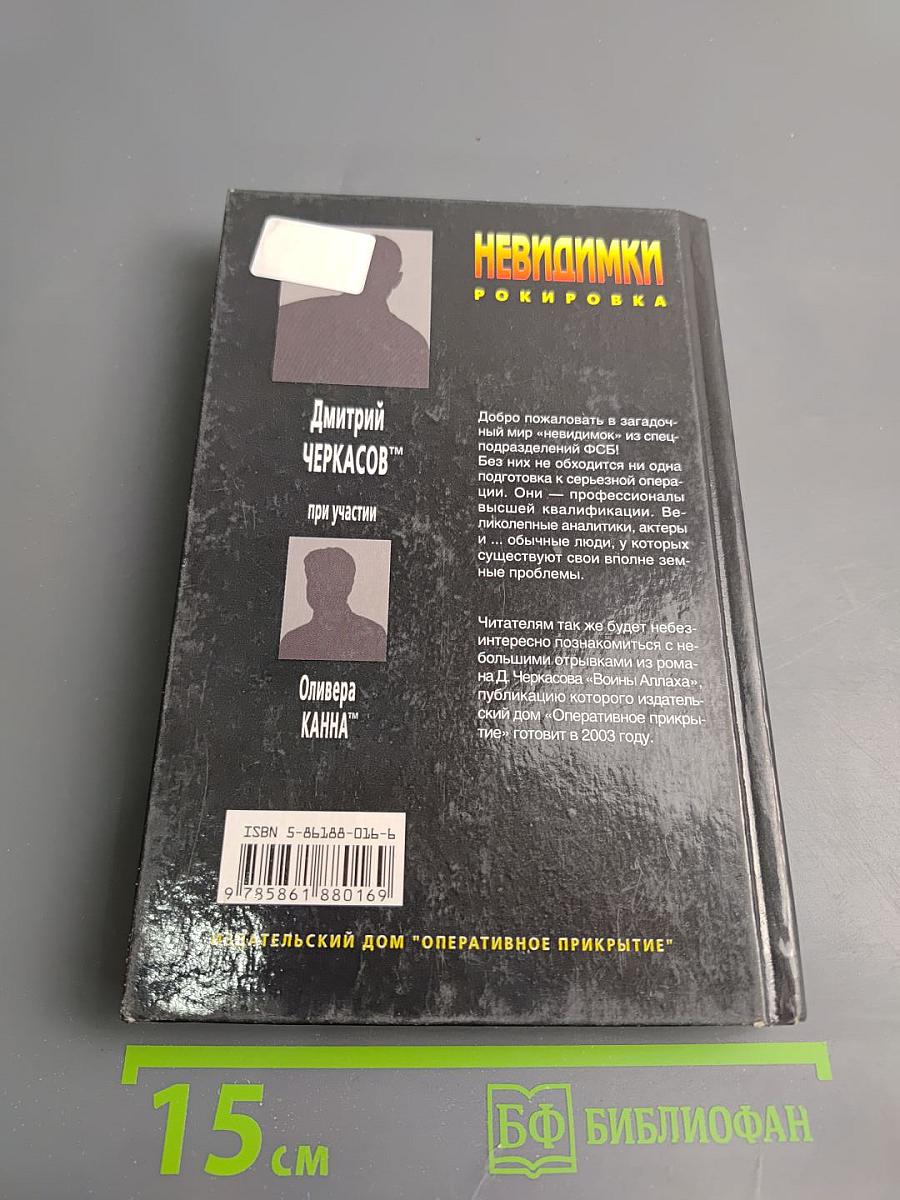 НЕВИДИМКИ
РОКИРОВКА
Дмитрий
ЧЕРКАСОВ™
при участии
Оливера
КАННА™
Добро пожаловать в загадоч-
ный мир «невидимок» из спец-
подразделений ФСБ!
Без них не обходится ни одна
подготовка к серьезной опера-
ции. Они — профессионалы
высшей квалификации. Ве-
ликолепные аналитики, актеры
и ... обычные люди, у которых
существуют свои вполне зем-
ные проблемы.
Читателям так же будет небез-
интересно познакомиться с не-
большими отрывками из рома-
на Д. Черкасова «Воины Аллаха»,
публикацию которого издатель-
ский дом «Оперативное прикры-
тие» готовит в 2003 году.
ISBN 5-86188-016-6
9 785861 880169
ИЗДАТЕЛЬСКИЙ ДОМ "ОПЕРАТИВНОЕ ПРИКРЫТИЕ"
15 см
БФ БИБЛИОФАН